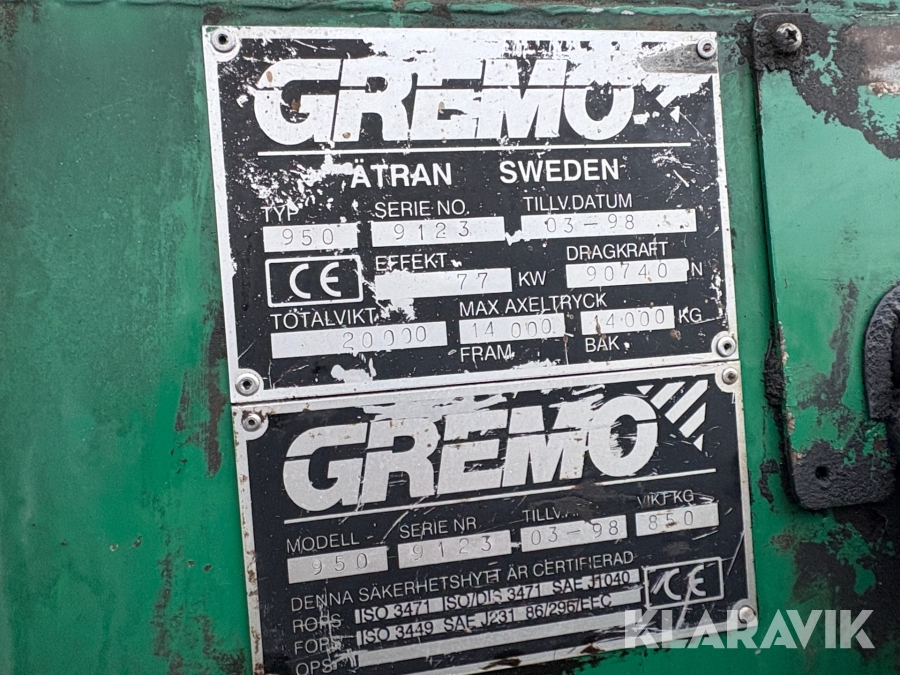 GREMO
ÄTRAN SWEDEN
TYP SERIE NO. TILLV.DATUM
950 9123 03-98
EFFEKT DRAGKRAFT
CE 77 KW 90740 N
TOTALVIKT MAX AXELTRYCK
20000 14000 14000 KG
FRAM BAK
GREMO
MODELL SERIE NR TILLV. VIKT KG
950 9123 03-98 850
DENNA SÄKERHETSHYTT ÄR CERTIFIERAD
ROPS ISO 3471 ISO/DIS 3471 SAE J1040
FOPS ISO 3449 SAE J231 86/296/EEC
OPS
CE
KLARAVIK